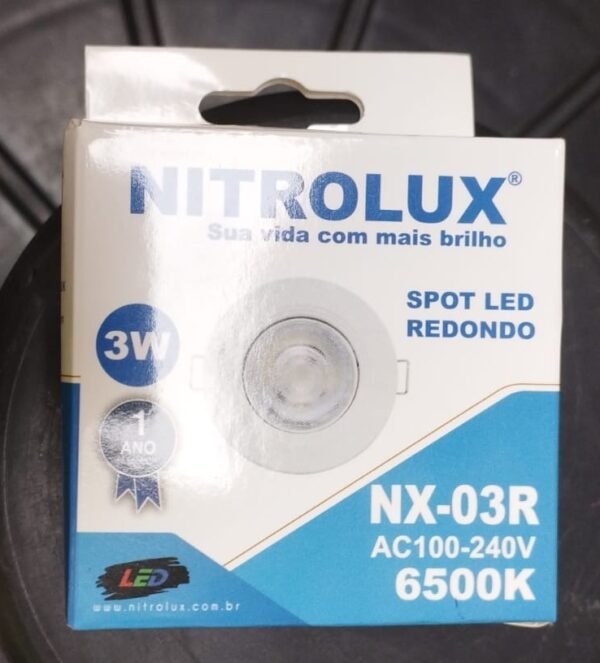 NITROLUX®
Sua vida com mais brilho
SPOT LED
REDONDO
3W
1
ANO
NX-03R
AC100-240V
6500K
LED
www.nitrolux.com.br